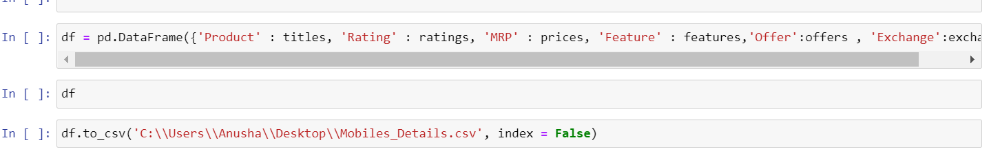 In [ ]:
In [ ]: df = pd.DataFrame({'Product' : titles, 'Rating' : ratings, 'MRP' : prices, 'Feature' : features,'Offer':offers , 'Exchange':excha
In [ ]: df
In [ ]: df.to_csv('C:\\Users\\Anusha\\Desktop\\Mobiles_Details.csv', index = False)